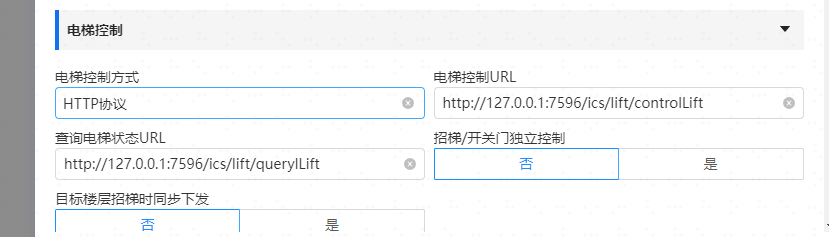 电梯控制
电梯控制方式 电梯控制URL
HTTP协议 http://127.0.0.1:7596/ics/lift/controlLift
查询电梯状态URL 招梯/开关门独立控制
http://127.0.0.1:7596/ics/lift/querylLift 否 是
目标楼层招梯时同步下发
否 是